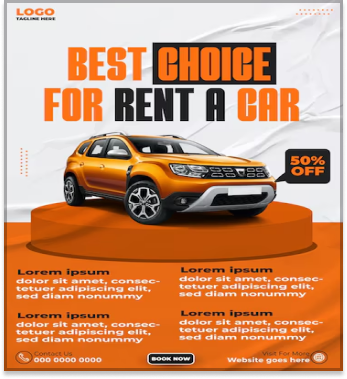 LOGO
TAGLINE HERE
BEST CHOICE
FOR RENT A CAR
50%
OFF
Lorem ipsum
dolor sit amet, consec-
tetuer adipiscing elit,
sed diam nonummy
Lorem ipsum
dolor sit amet, consec-
tetuer adipiscing elit,
sed diam nonummy
Lorem ipsum
dolor sit amet, consec-
tetuer adipiscing elit,
sed diam nonummy
Lorem ipsum
dolor sit amet, consec-
tetuer adipiscing elit,
sed diam nonummy
Contact Us
000 0000 0000
BOOK NOW
Visit For More
Website goes here